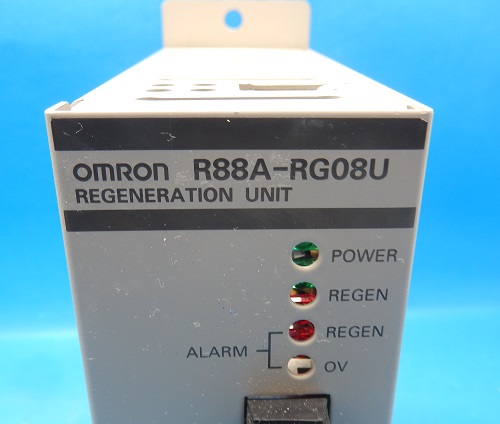 OMRON R88A-RG08U
REGENERATION UNIT
POWER
REGEN
ALARM REGEN
OV